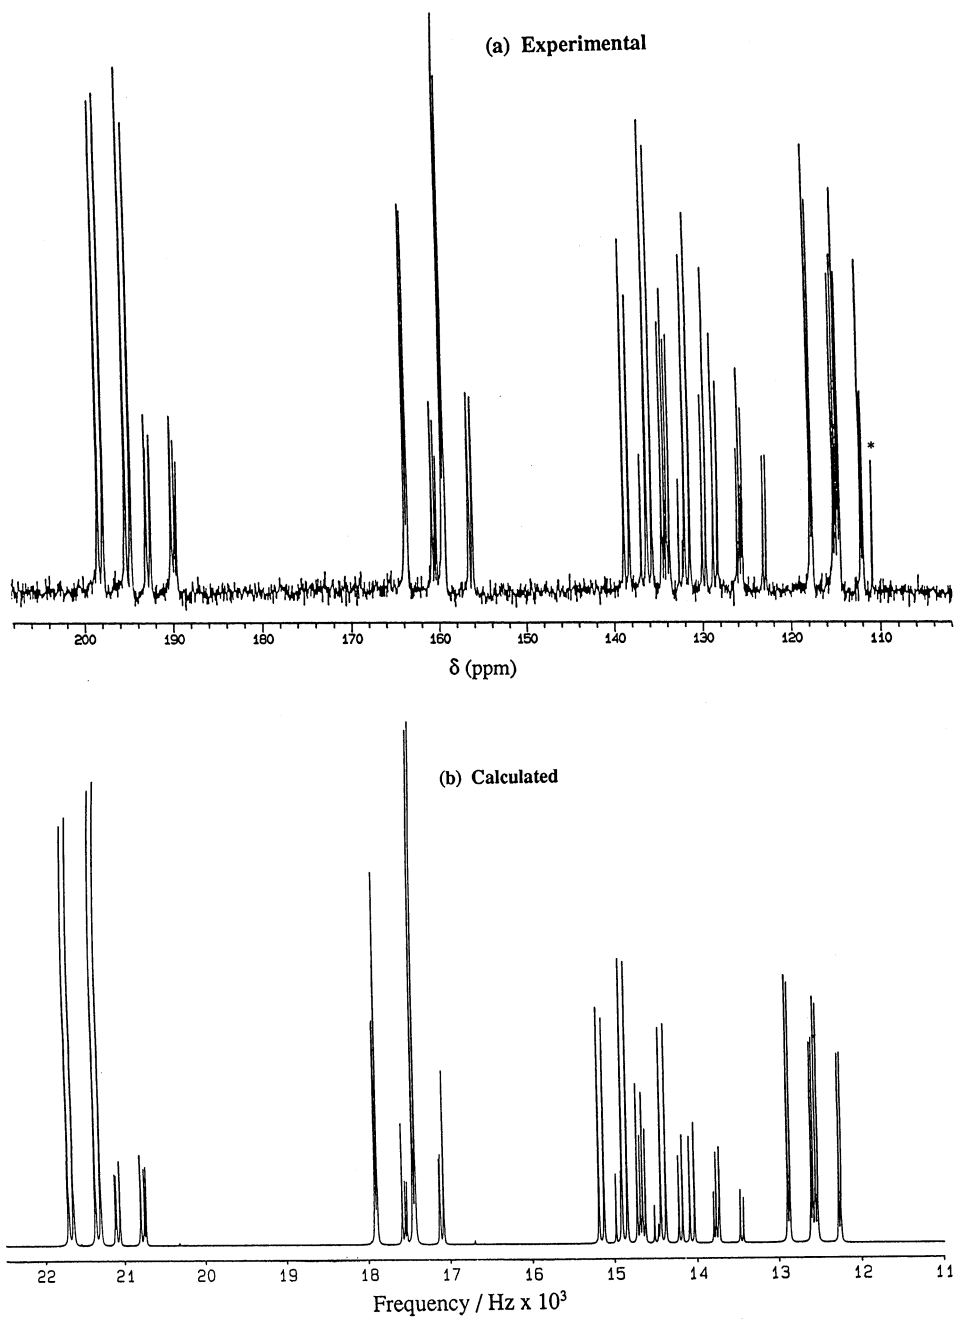 (a) Experimental
*
200 190 180 170 160 150 140 130 120 110
δ (ppm)
(b) Calculated
22 21 20 19 18 17 16 15 14 13 12 11
Frequency / Hz x 10³